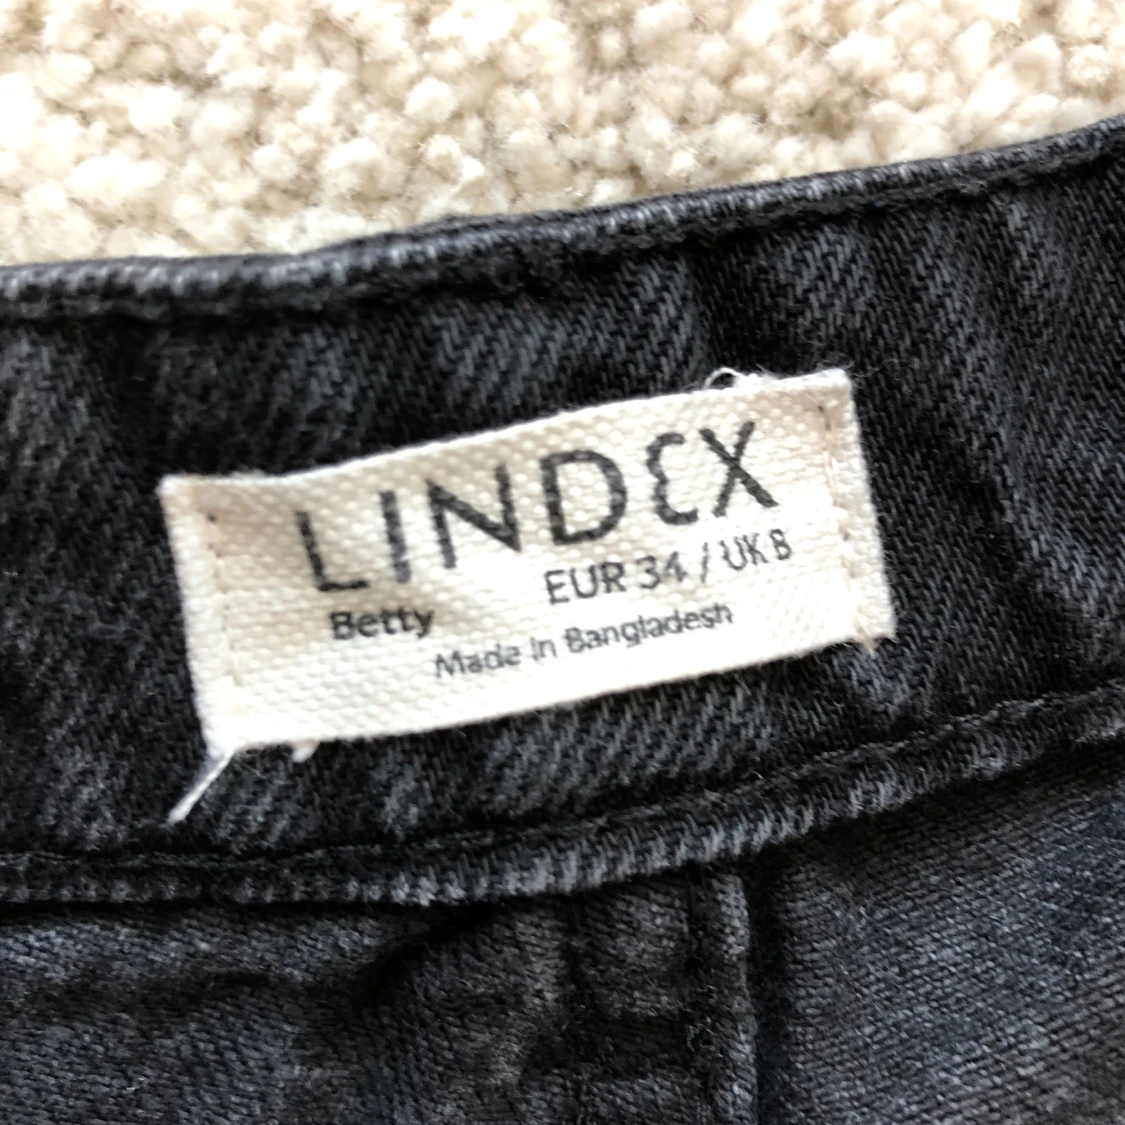 LINDEX
EUR 34 / UK 8
Betty
Made in Bangladesh